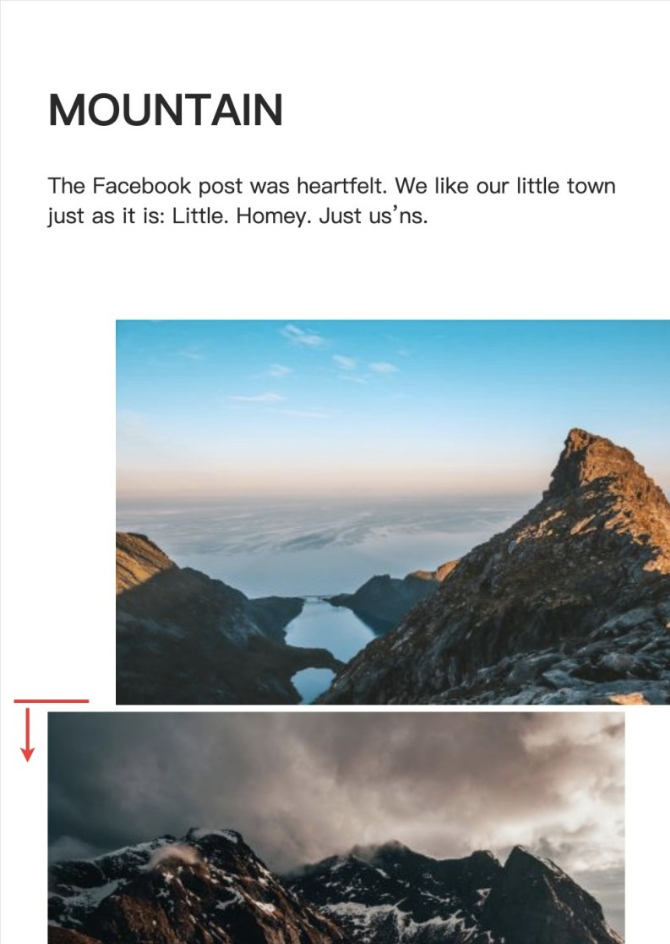 MOUNTAIN
The Facebook post was heartfelt. We like our little town
just as it is: Little. Homey. Just us’ns.